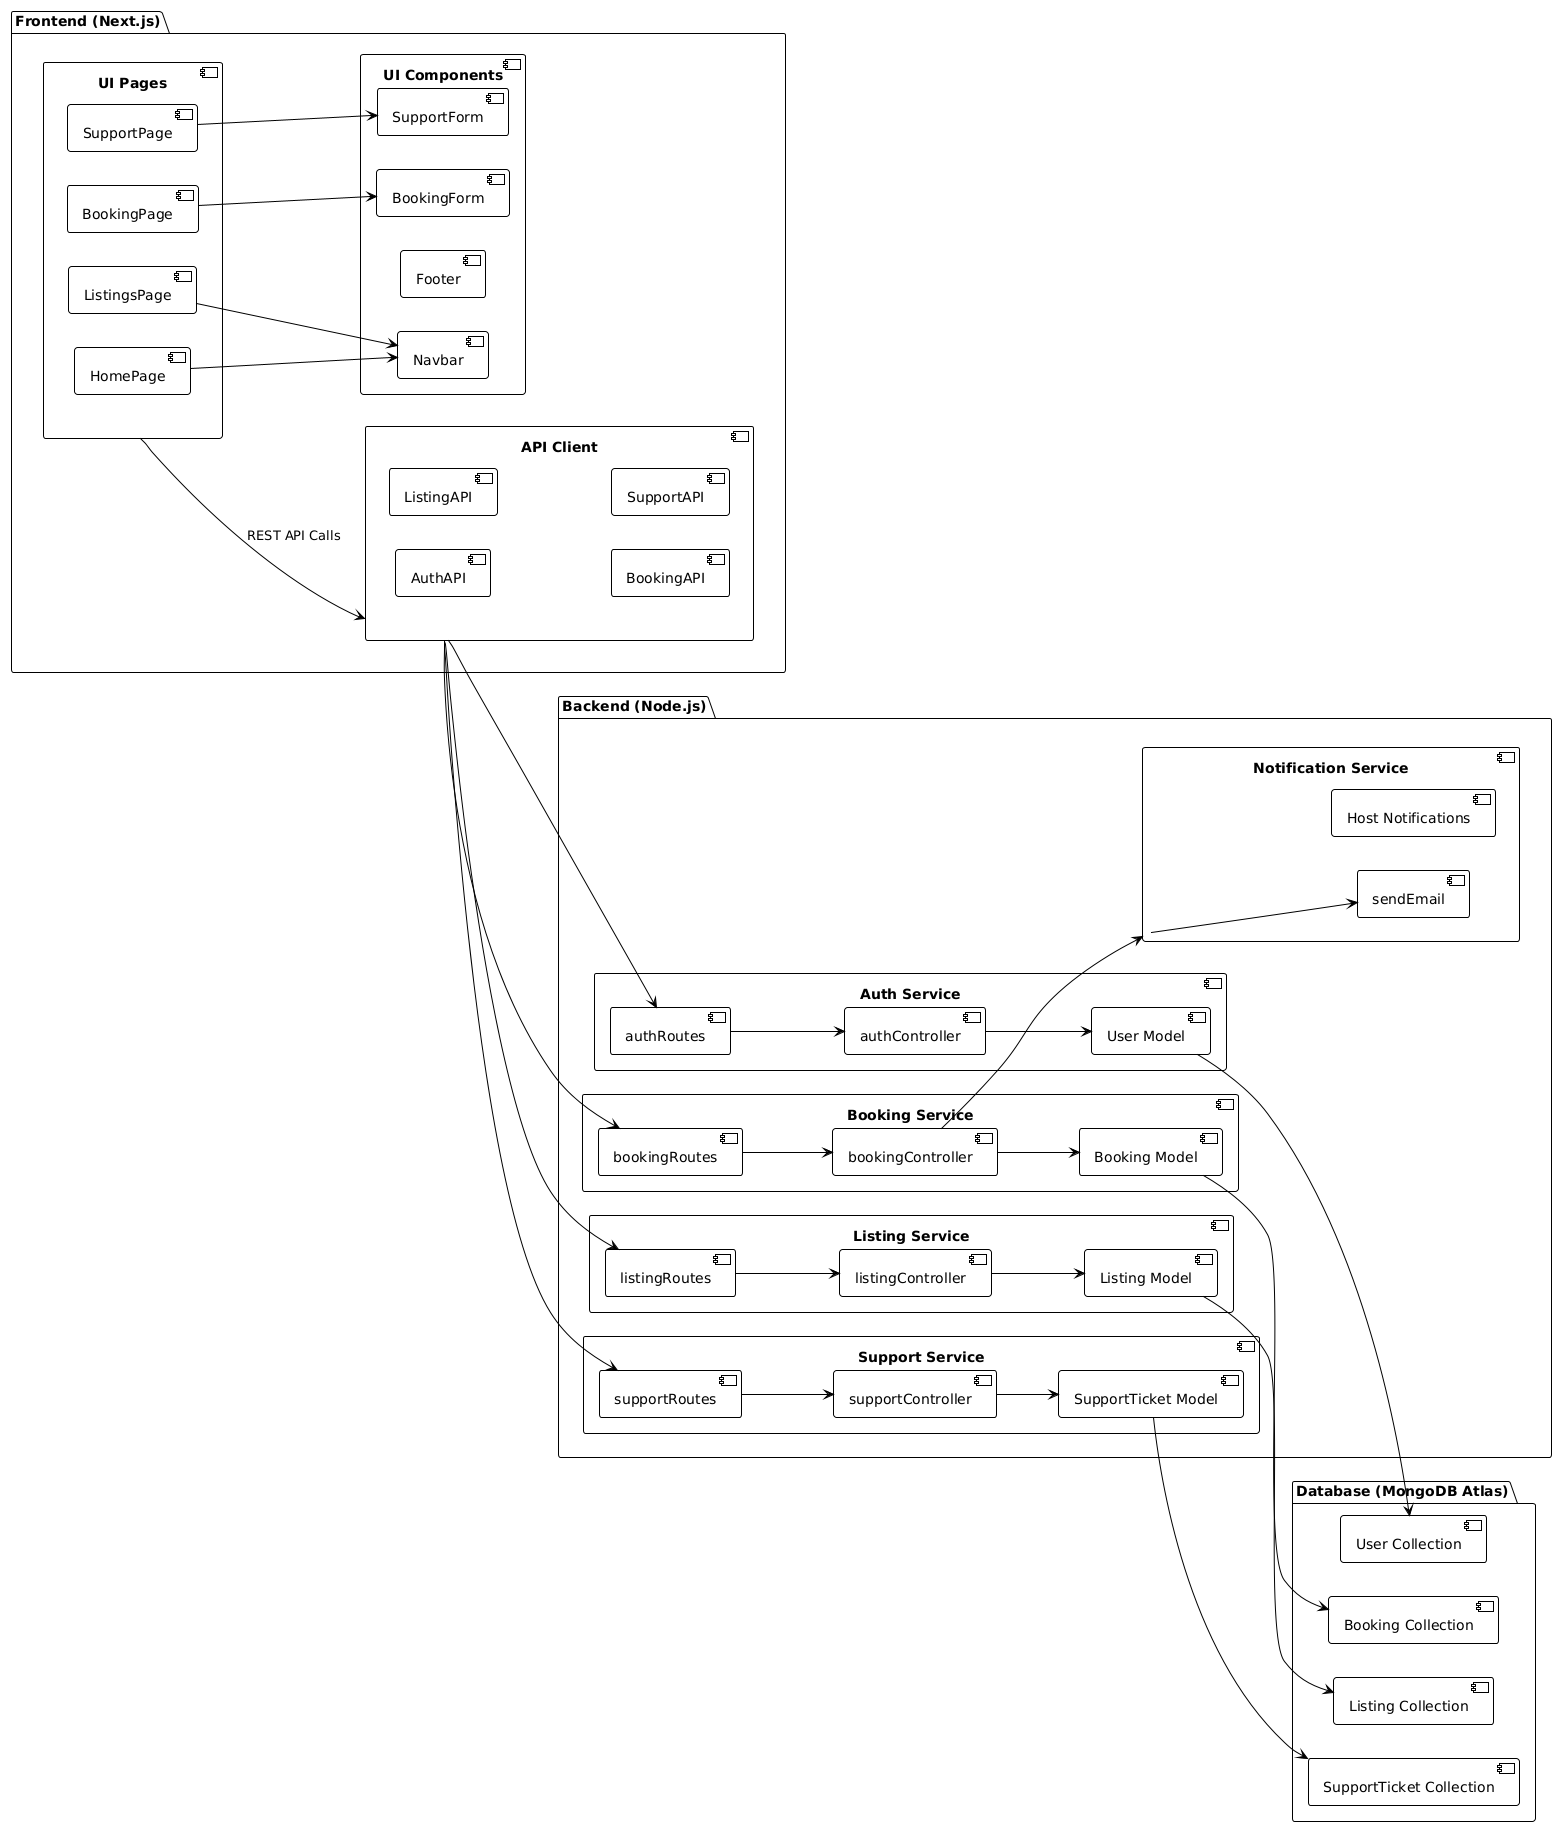 Frontend (Next.js)
UI Pages
SupportPage
BookingPage
ListingsPage
HomePage
UI Components
SupportForm
BookingForm
Footer
Navbar
REST API Calls
API Client
ListingAPI
SupportAPI
AuthAPI
BookingAPI
Backend (Node.js)
Notification Service
Host Notifications
sendEmail
Auth Service
authRoutes
authController
User Model
Booking Service
bookingRoutes
bookingController
Booking Model
Listing Service
listingRoutes
listingController
Listing Model
Support Service
supportRoutes
supportController
SupportTicket Model
Database (MongoDB Atlas)
User Collection
Booking Collection
Listing Collection
SupportTicket Collection